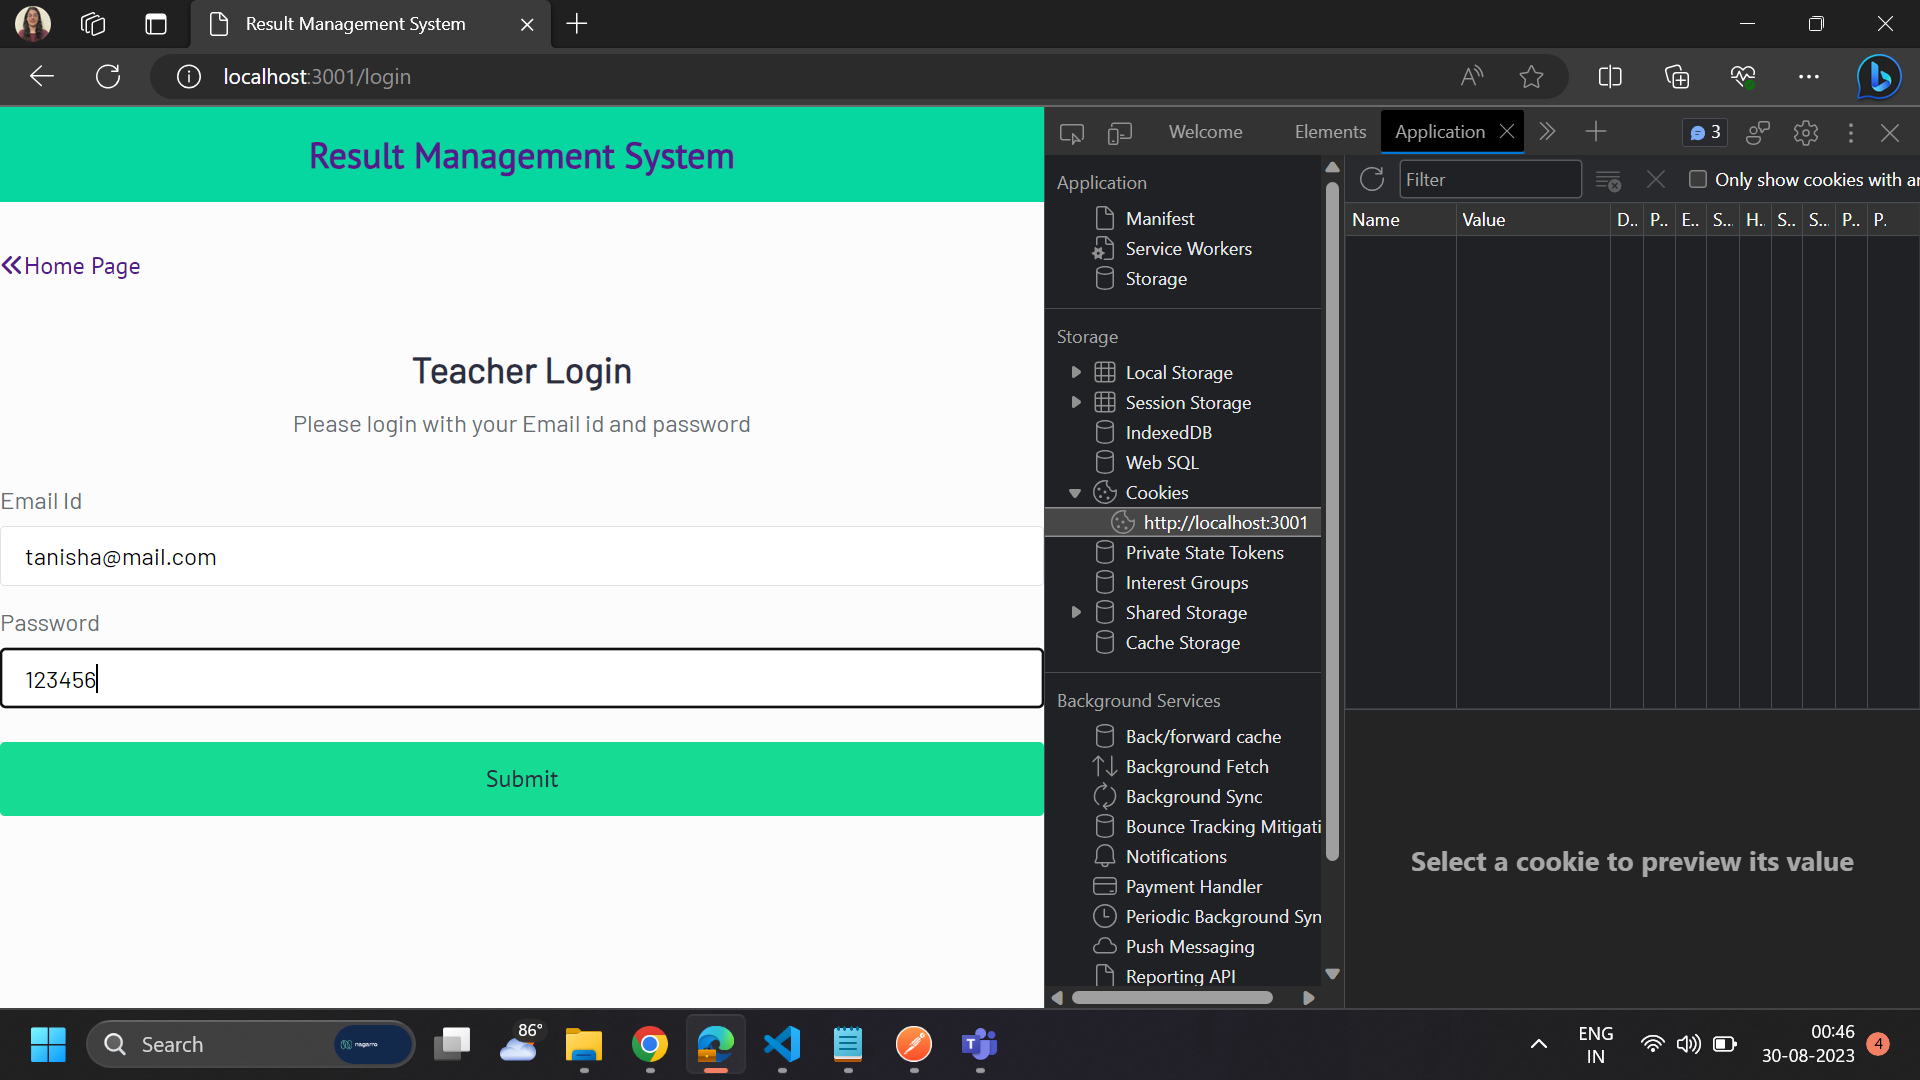 Result Management System
localhost:3001/login
Result Management System
Home Page
Teacher Login
Please login with your Email id and password
Email Id
tanisha@mail.com
Password
123456
Submit
Welcome
Elements
Application
3
Application
Manifest
Service Workers
Storage
Storage
Local Storage
Session Storage
IndexedDB
Web SQL
Cookies
http://localhost:3001
Private State Tokens
Interest Groups
Shared Storage
Cache Storage
Background Services
Back/forward cache
Background Fetch
Background Sync
Bounce Tracking Mitigati
Notifications
Payment Handler
Periodic Background Syn
Push Messaging
Reporting API
Filter
Only show cookies with an
Name Value D.. P.. E.. S... H. S.. S... P.. P.
Select a cookie to preview its value
Search
nagarro
86°
ENG
IN
00:46
30-08-2023
4